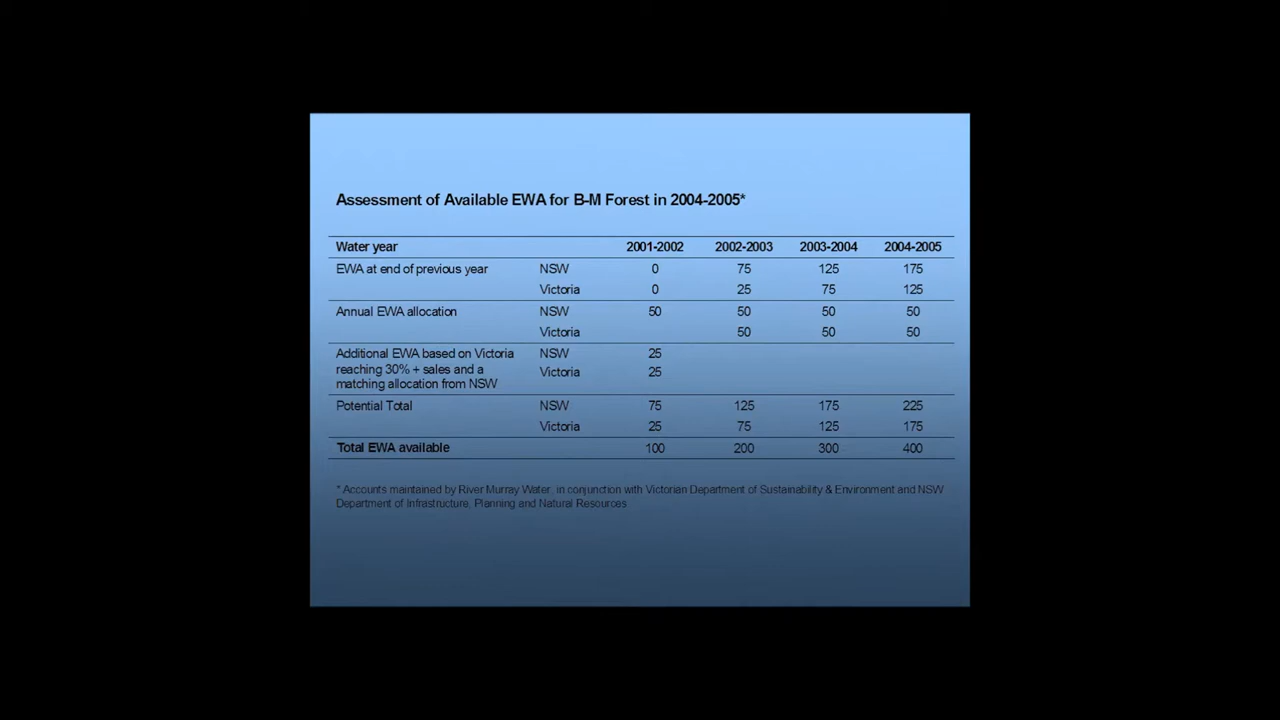 Assessment of Available EWA for B-M Forest in 2004-2005*
Water year 2001-2002 2002-2003 2003-2004 2004-2005
EWA at end of previous year NSW 0 75 125 175
Victoria 0 25 75 125
Annual EWA allocation NSW 50 50 50 50
Victoria 50 50 50
Additional EWA based on Victoria NSW 25
reaching 30% + sales and a Victoria 25
matching allocation from NSW
Potential Total NSW 75 125 175 225
Victoria 25 75 125 175
Total EWA available 100 200 300 400
* Accounts maintained by River Murray Water, in conjunction with Victorian Department of Sustainability & Environment and NSW
Department of Infrastructure, Planning and Natural Resources